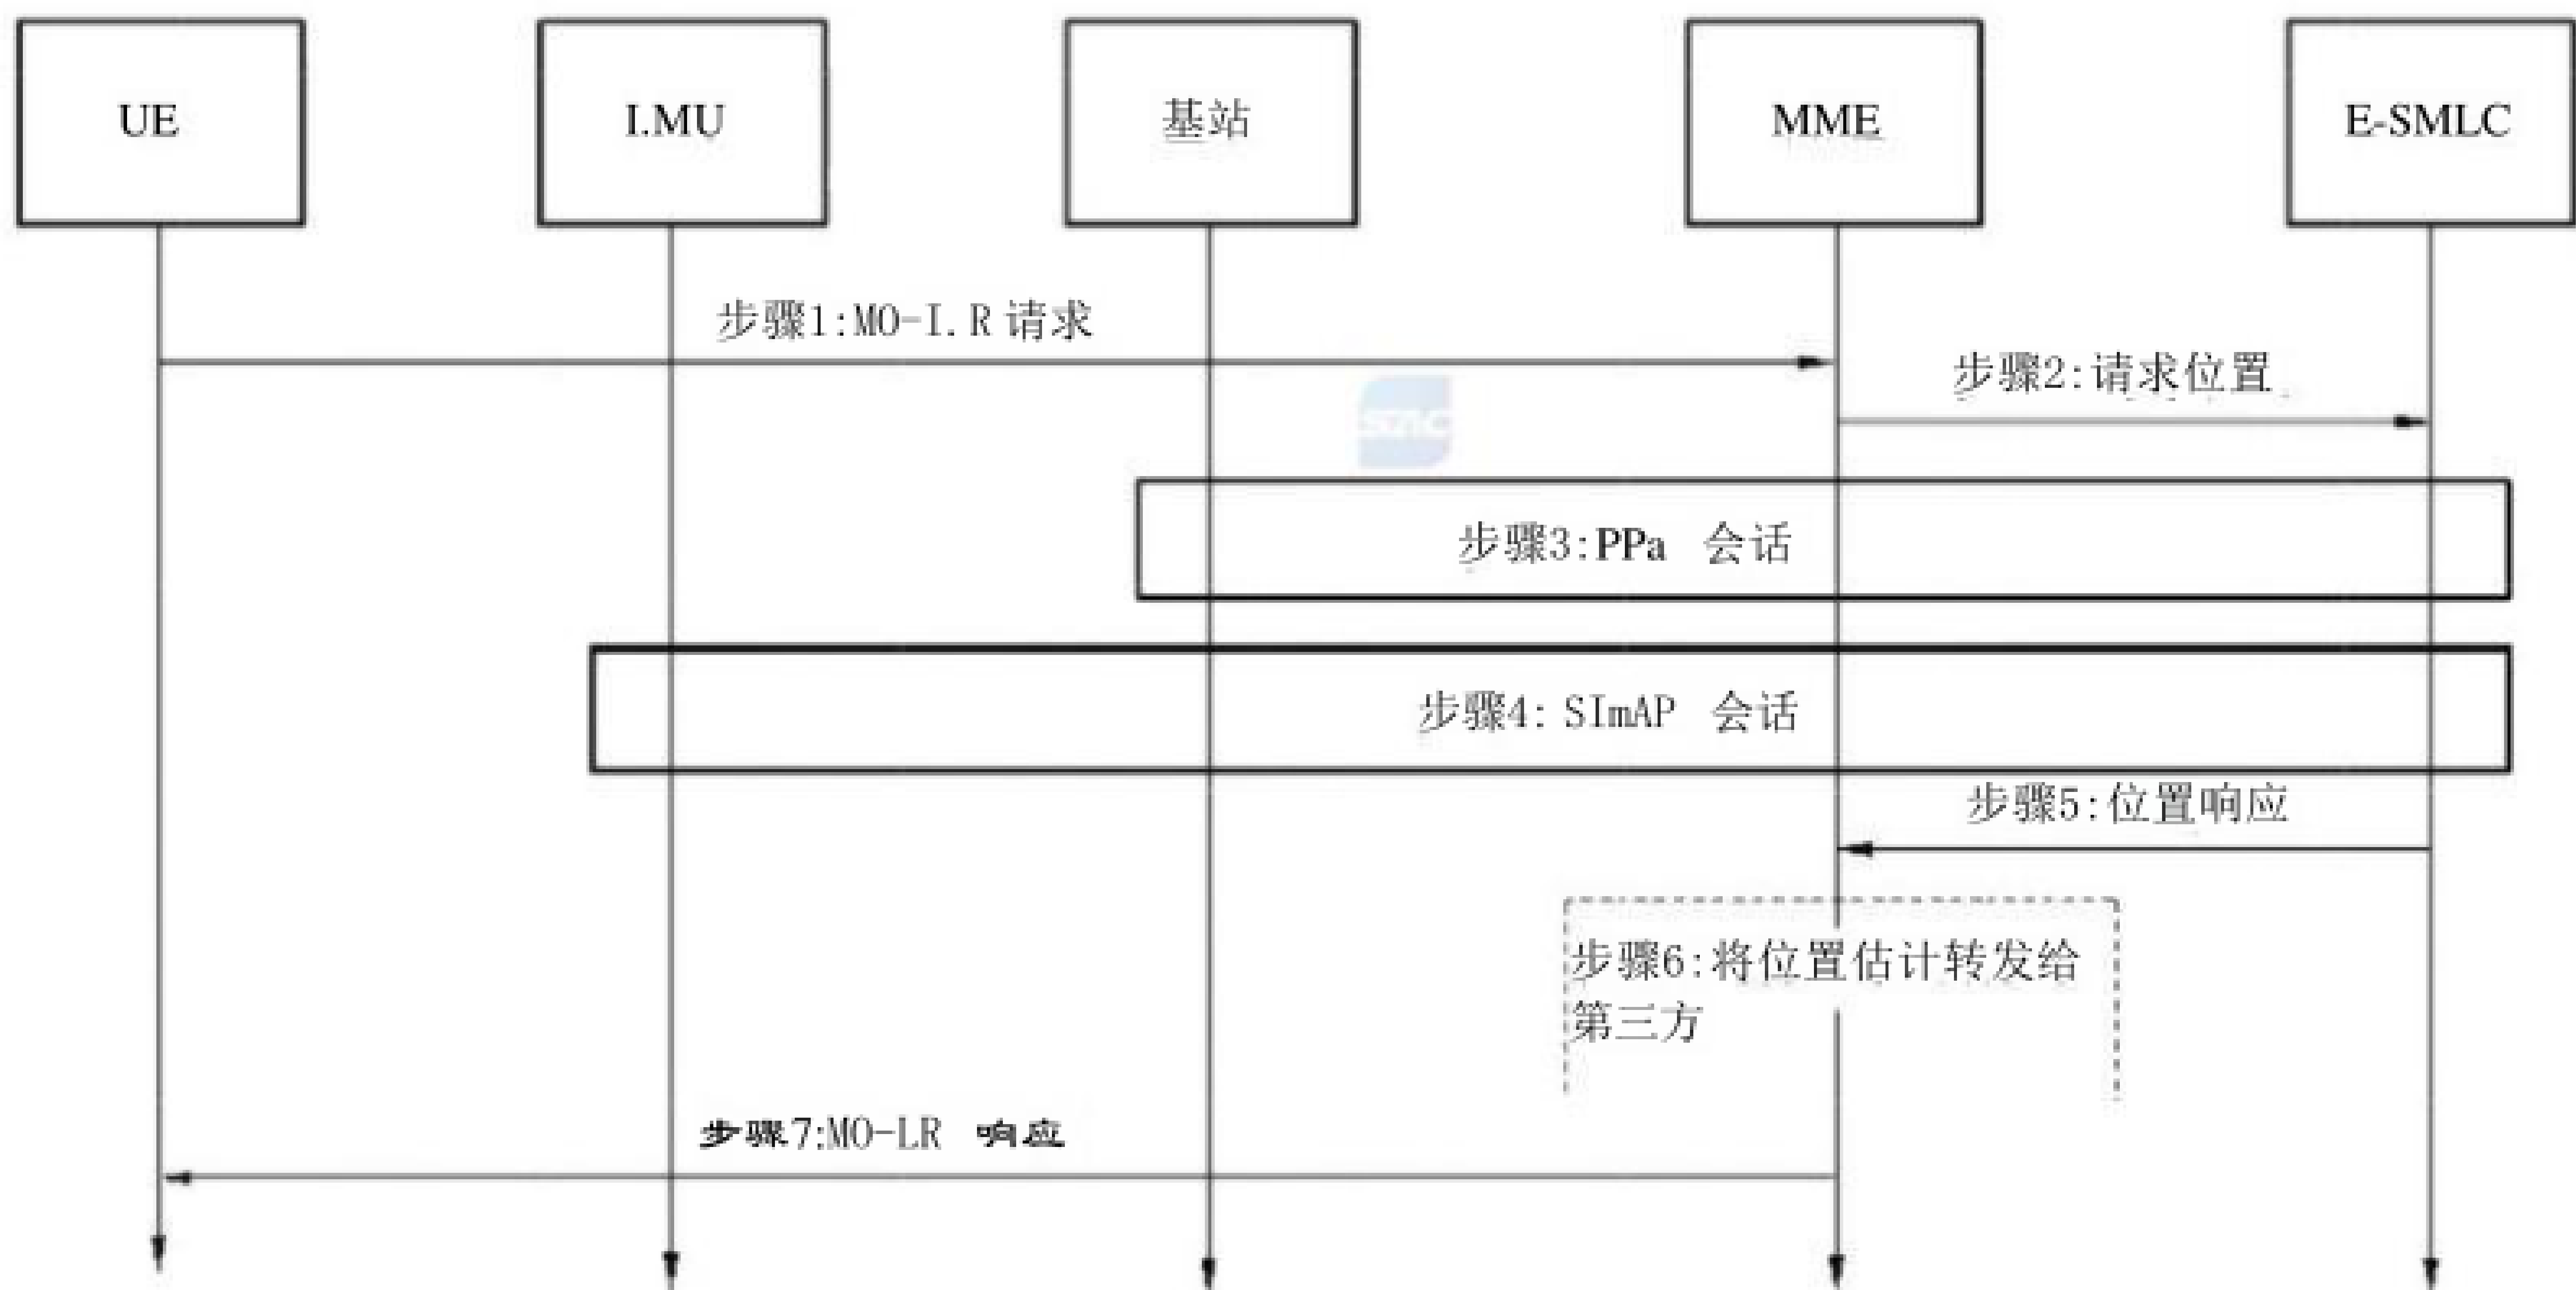 UE
I.MU
基站
MME
E-SMLC
步骤1:MO-I.R 请求
步骤2:请求位置
步骤3:PPa 会话
步骤4: SImAP 会话
步骤5:位置响应
步骤6:将位置估计转发给
第三方
步骤7:MO-LR 响应